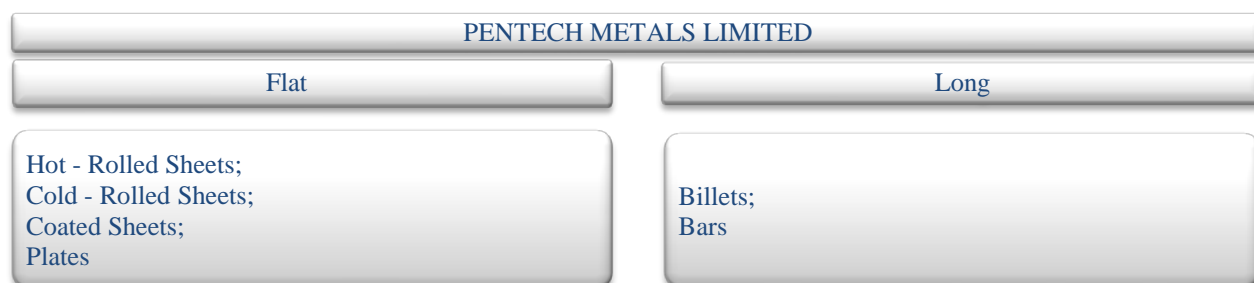 PENTECH METALS LIMITED
Flat
Long
Hot - Rolled Sheets;
Cold - Rolled Sheets;
Coated Sheets;
Plates
Billets;
Bars